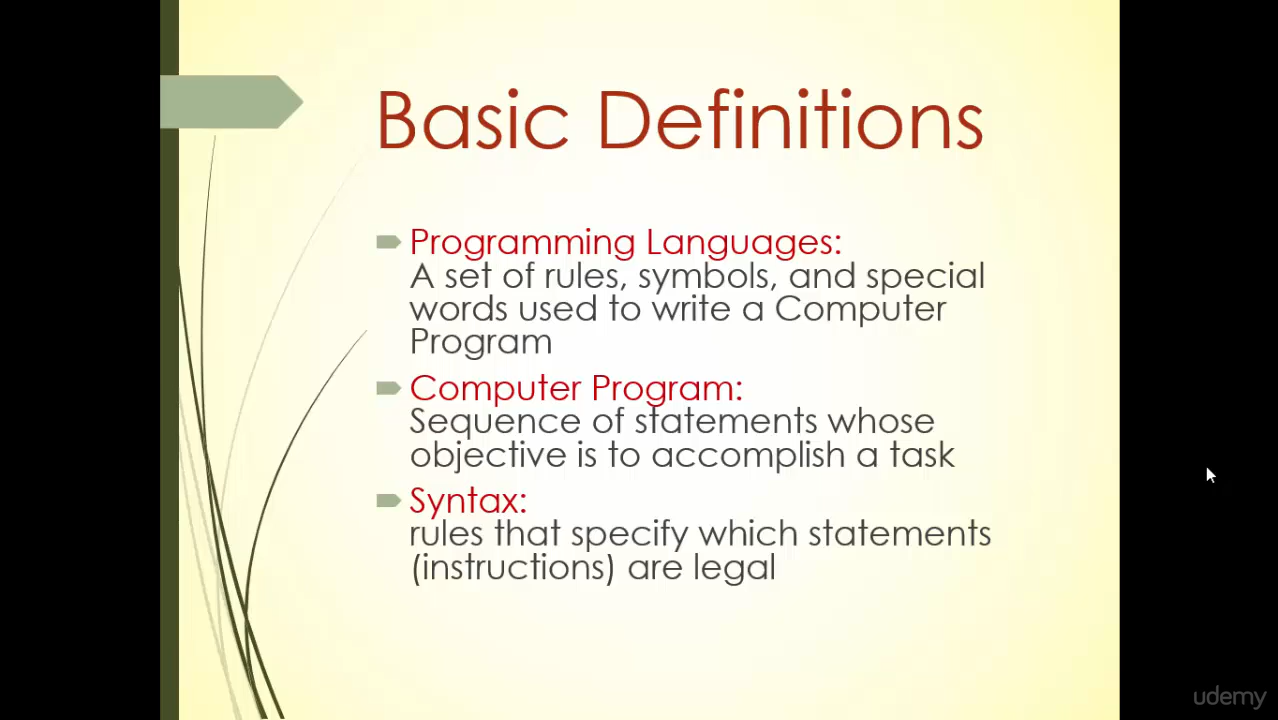 Basic Definitions
Programming Languages:
A set of rules, symbols, and special
words used to write a Computer
Program
Computer Program:
Sequence of statements whose
objective is to accomplish a task
Syntax:
rules that specify which statements
(instructions) are legal
udemy